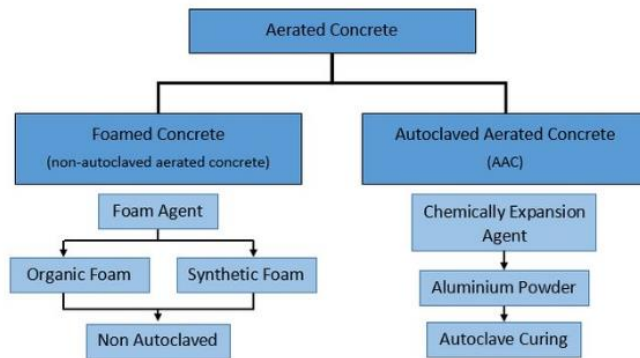 Aerated Concrete
Foamed Concrete
(non-autoclaved aerated concrete)
Autoclaved Aerated Concrete
(AAC)
Foam Agent
Organic Foam
Synthetic Foam
Non Autoclaved
Chemically Expansion
Agent
Aluminium Powder
Autoclave Curing